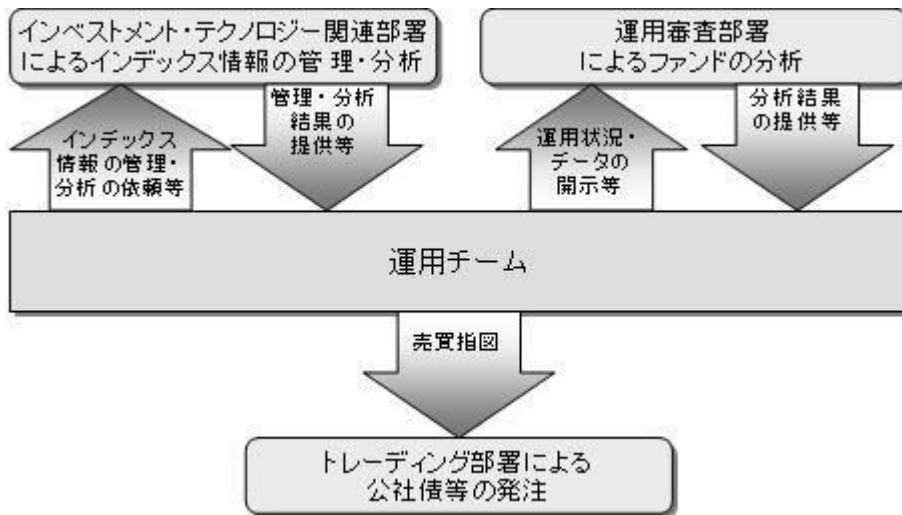 インベストメント・テクノロジー関連部署
によるインデックス情報の管理・分析
運用審査部署
によるファンドの分析
インデックス
情報の管理・
分析の依頼等
管理・分析
結果の
提供等
運用状況・
データの
開示等
分析結果
の提供等
運用チーム
売買指図
トレーディング部署による
公社債等の発注